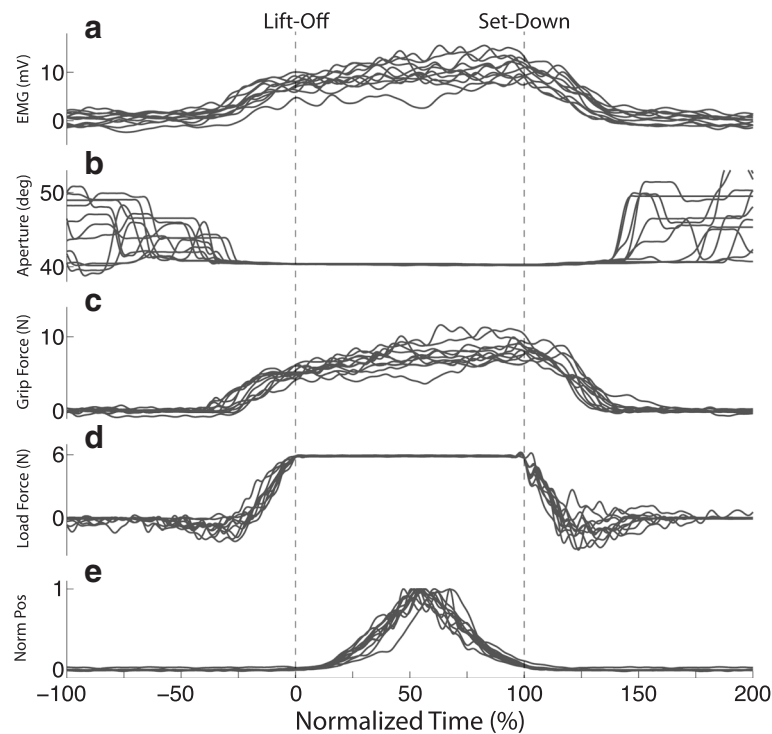 Lift-Off Set-Down
a
EMG (mV)
10
0
b
Aperture (deg)
50
40
c
Grip Force (N)
10
0
d
Load Force (N)
6
0
e
Norm Pos
1
0
−100 −50 0 50 100 150 200
Normalized Time (%)